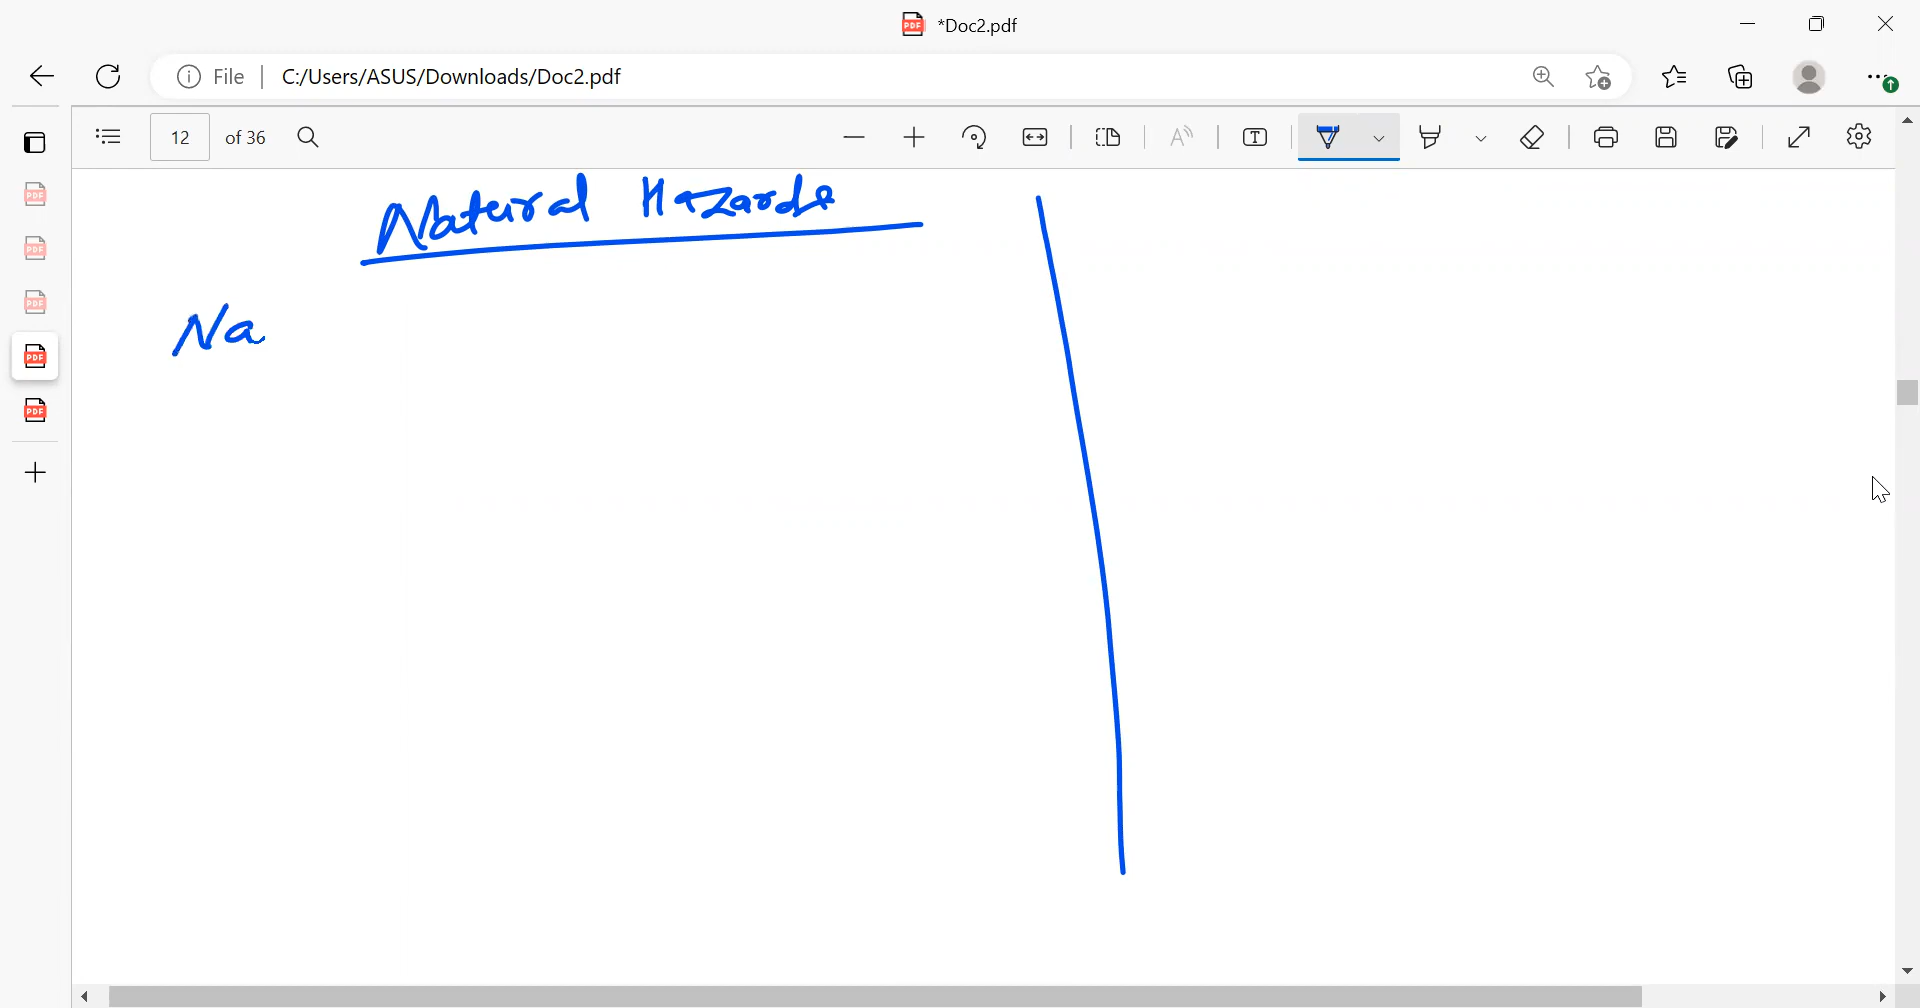 *Doc2.pdf
File | C:/Users/ASUS/Downloads/Doc2.pdf
12 of 36
Natural Hazards
Na